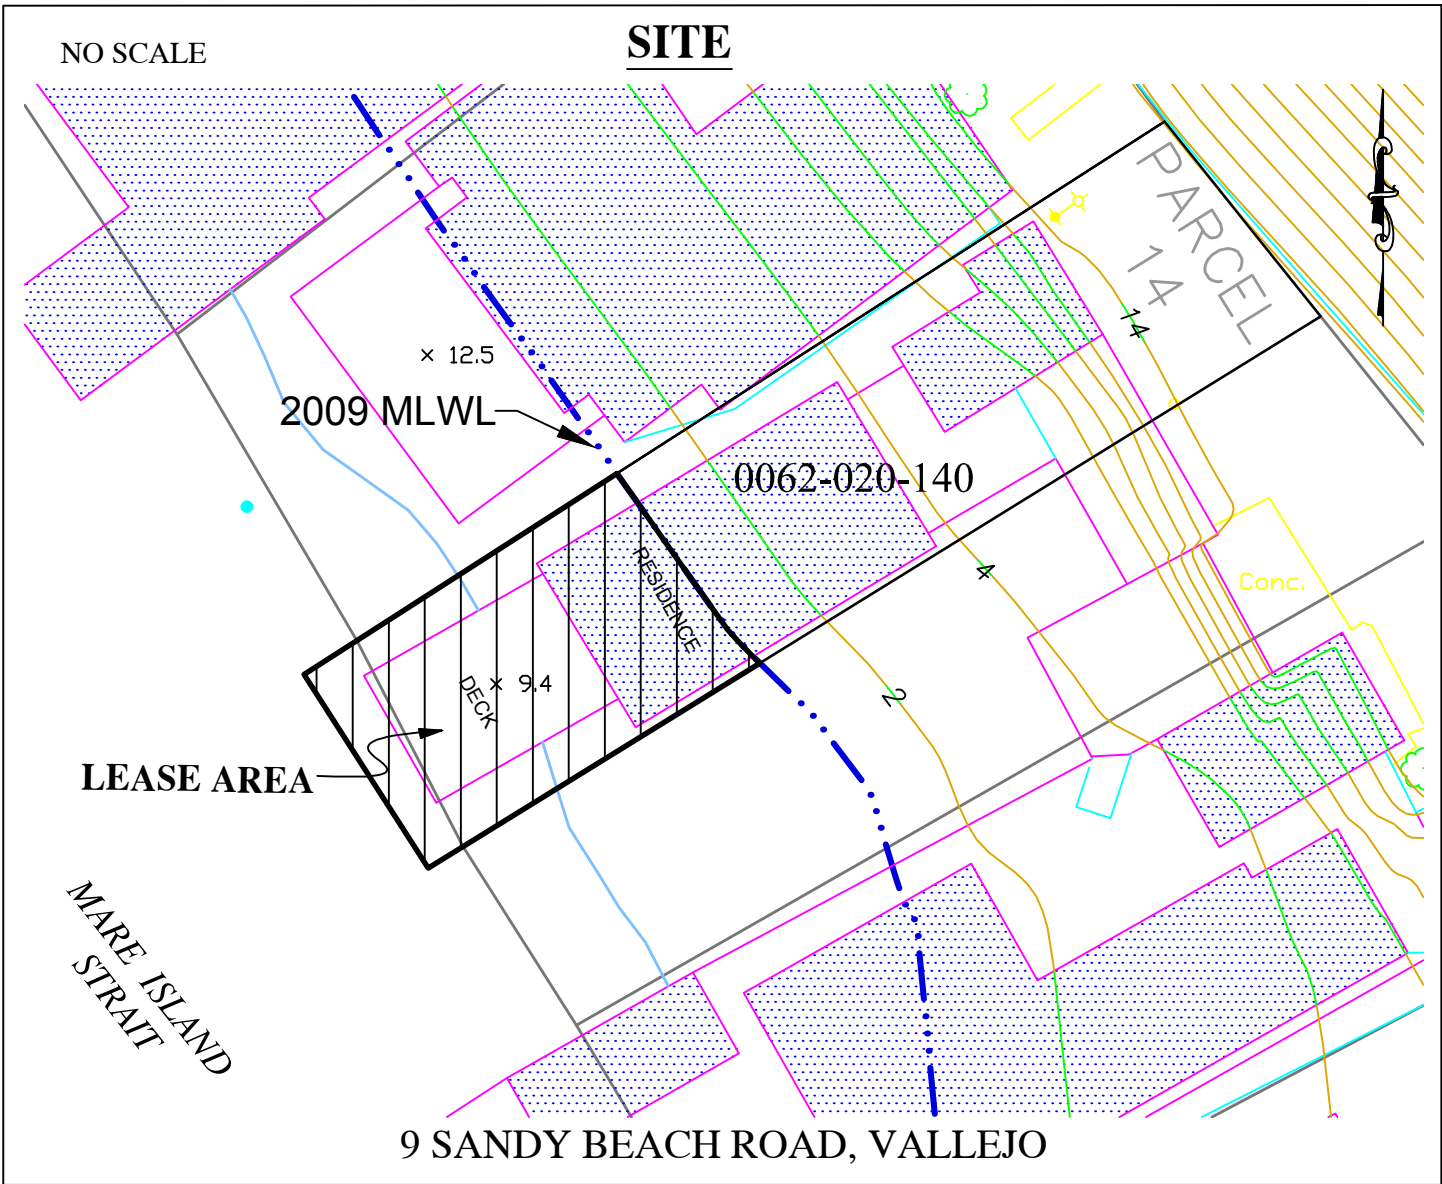 NO SCALE
SITE
PARCEL
14
14
× 12.5
2009 MLWL
0062-020-140
RESIDENCE
4
Conc.
× 9.4
DECK
2
LEASE AREA
MARE ISLAND
STRAIT
9 SANDY BEACH ROAD, VALLEJO